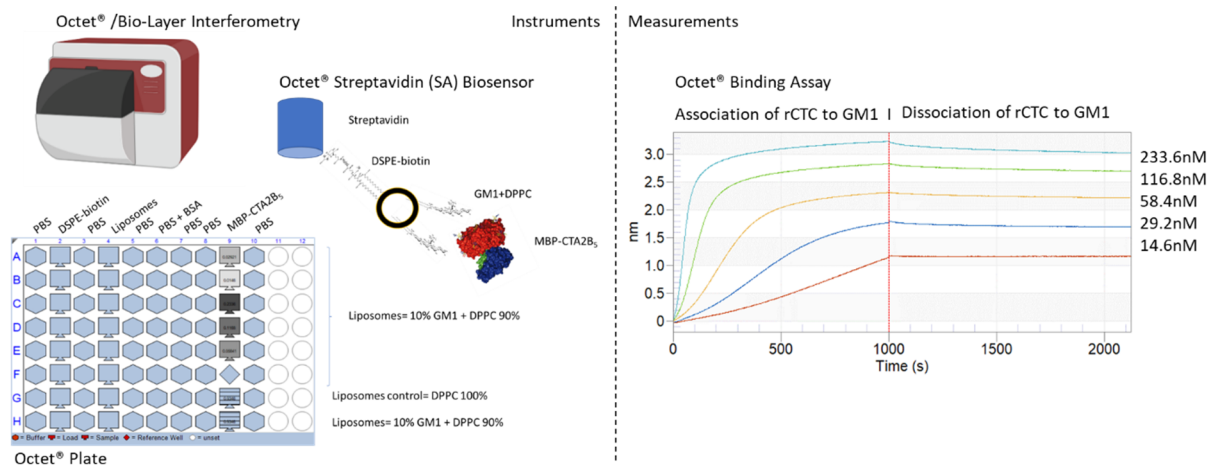 Octet® /Bio-Layer Interferometry
Instruments
Measurements
Octet® Streptavidin (SA) Biosensor
Streptavidin
DSPE-biotin
GM1+DPPC
MBP-CTA2B₅
PBS
DSPE-biotin
PBS
Liposomes
PBS
PBS + BSA
PBS
PBS
MBP-CTA2B₅
PBS
1 2 3 4 5 6 7 8 9 10 11 12
A
B
C
D
E
F
G
H
Liposomes= 10% GM1 + DPPC 90%
Liposomes control= DPPC 100%
Liposomes= 10% GM1 + DPPC 90%
= Buffer = Load = Sample = Reference Well = unset
Octet® Plate
Octet® Binding Assay
Association of rCTC to GM1 | Dissociation of rCTC to GM1
3.0
2.5
2.0
1.5
1.0
0.5
0
nm
233.6nM
116.8nM
58.4nM
29.2nM
14.6nM
0 500 1000 1500 2000
Time (s)